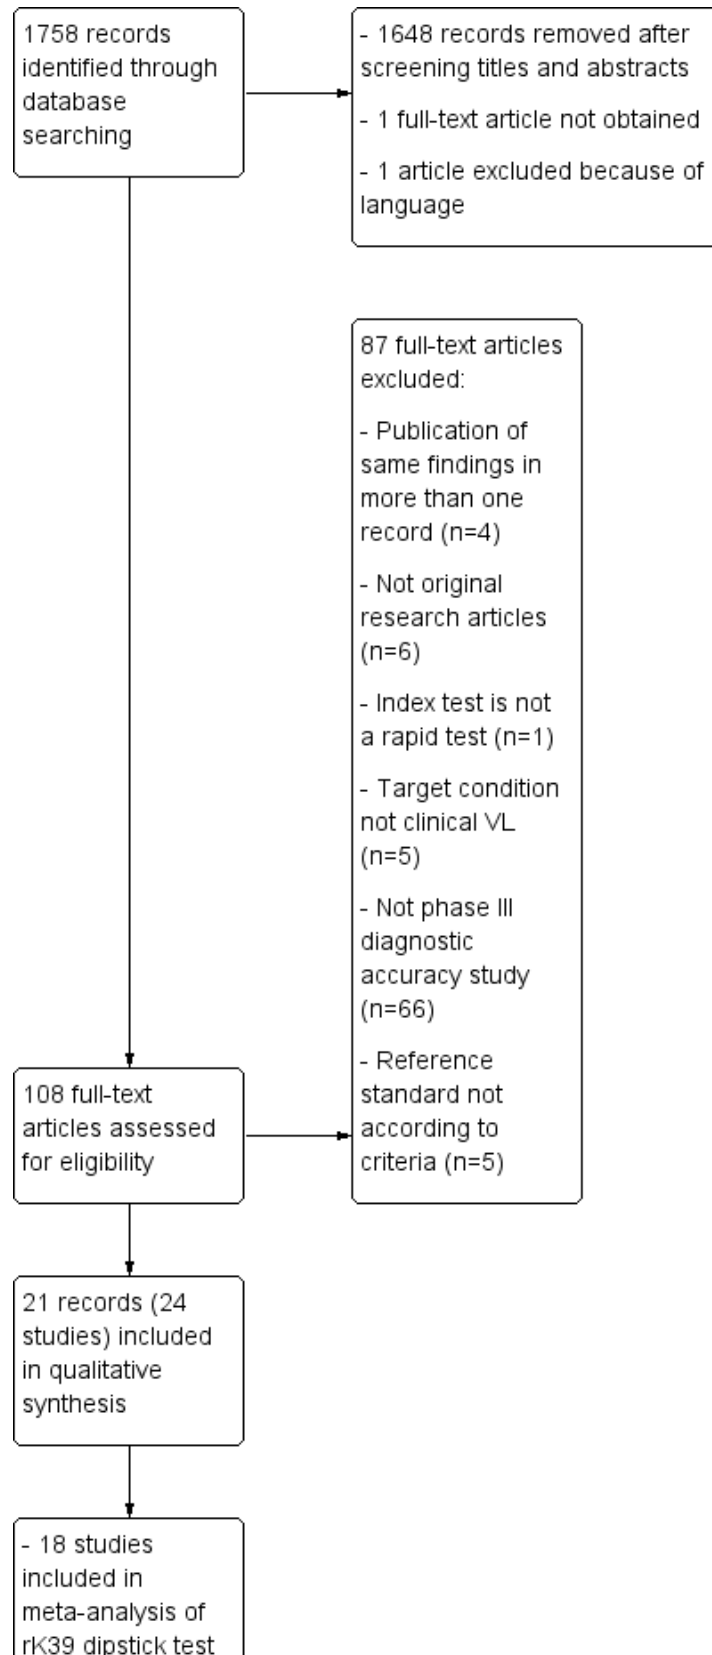 1758 records
identified through
database
searching
- 1648 records removed after
screening titles and abstracts
- 1 full-text article not obtained
- 1 article excluded because of
language
87 full-text articles
excluded:
- Publication of
same findings in
more than one
record (n=4)
- Not original
research articles
(n=6)
- Index test is not
a rapid test (n=1)
- Target condition
not clinical VL
(n=5)
- Not phase III
diagnostic
accuracy study
(n=66)
- Reference
standard not
according to
criteria (n=5)
108 full-text
articles assessed
for eligibility
21 records (24
studies) included
in qualitative
synthesis
- 18 studies
included in
meta-analysis of
rK39 dipstick test